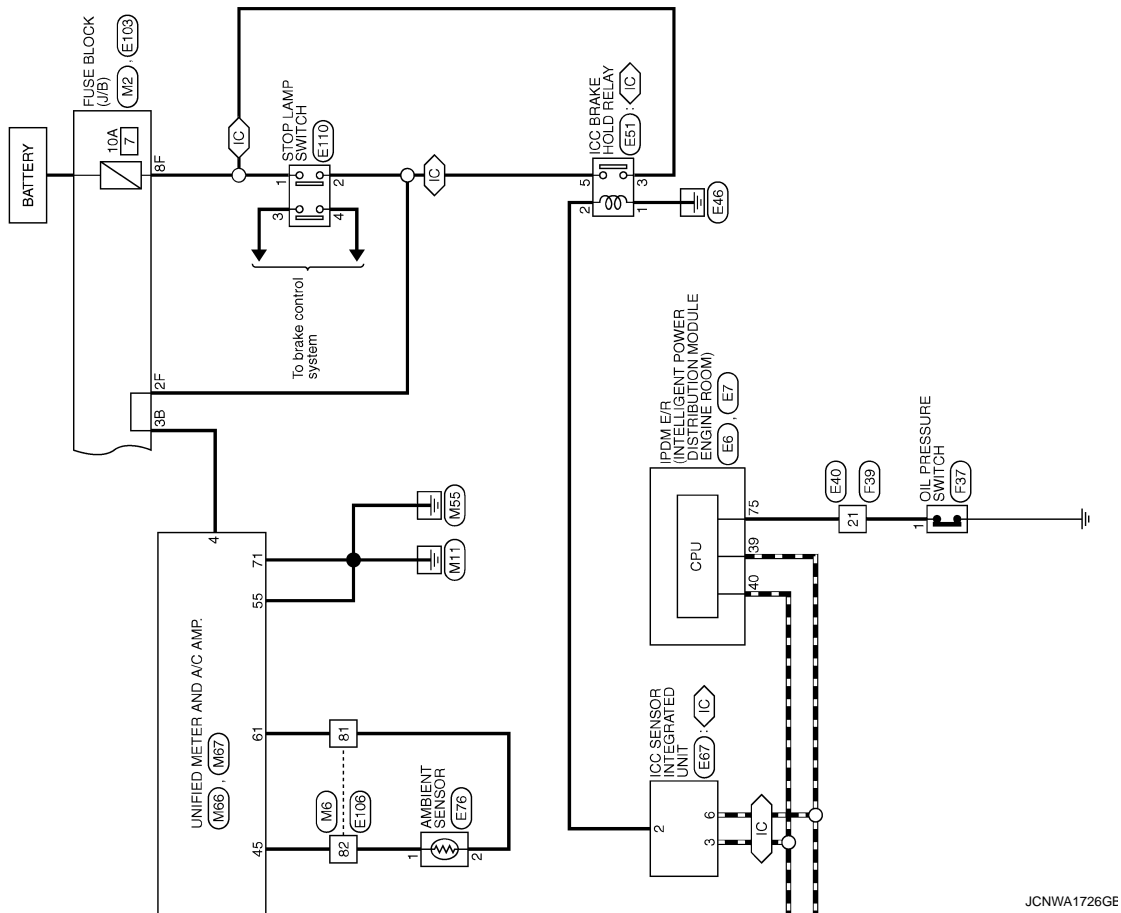 BATTERY
FUSE BLOCK
(J/B)
M2 , E103
10A
7
8F
2F
3B
IC
STOP LAMP
SWITCH
E110
1
2
3
4
To brake control
system
IC
ICC BRAKE
HOLD RELAY
E51 : IC
5
3
2
1
E46
UNIFIED METER AND A/C AMP.
M66 , M67
4
71
55
61
45
M55
M11
81
82
M6
E106
AMBIENT
SENSOR
E76
1
2
IPDM E/R
(INTELLIGENT POWER
DISTRIBUTION MODULE
ENGINE ROOM)
E6 , E7
CPU
75
39
40
E40
F39
21
OIL PRESSURE
SWITCH
F37
1
ICC SENSOR
INTEGRATED
UNIT
E67 : IC
2
6
3
IC
JCNWA1726GE